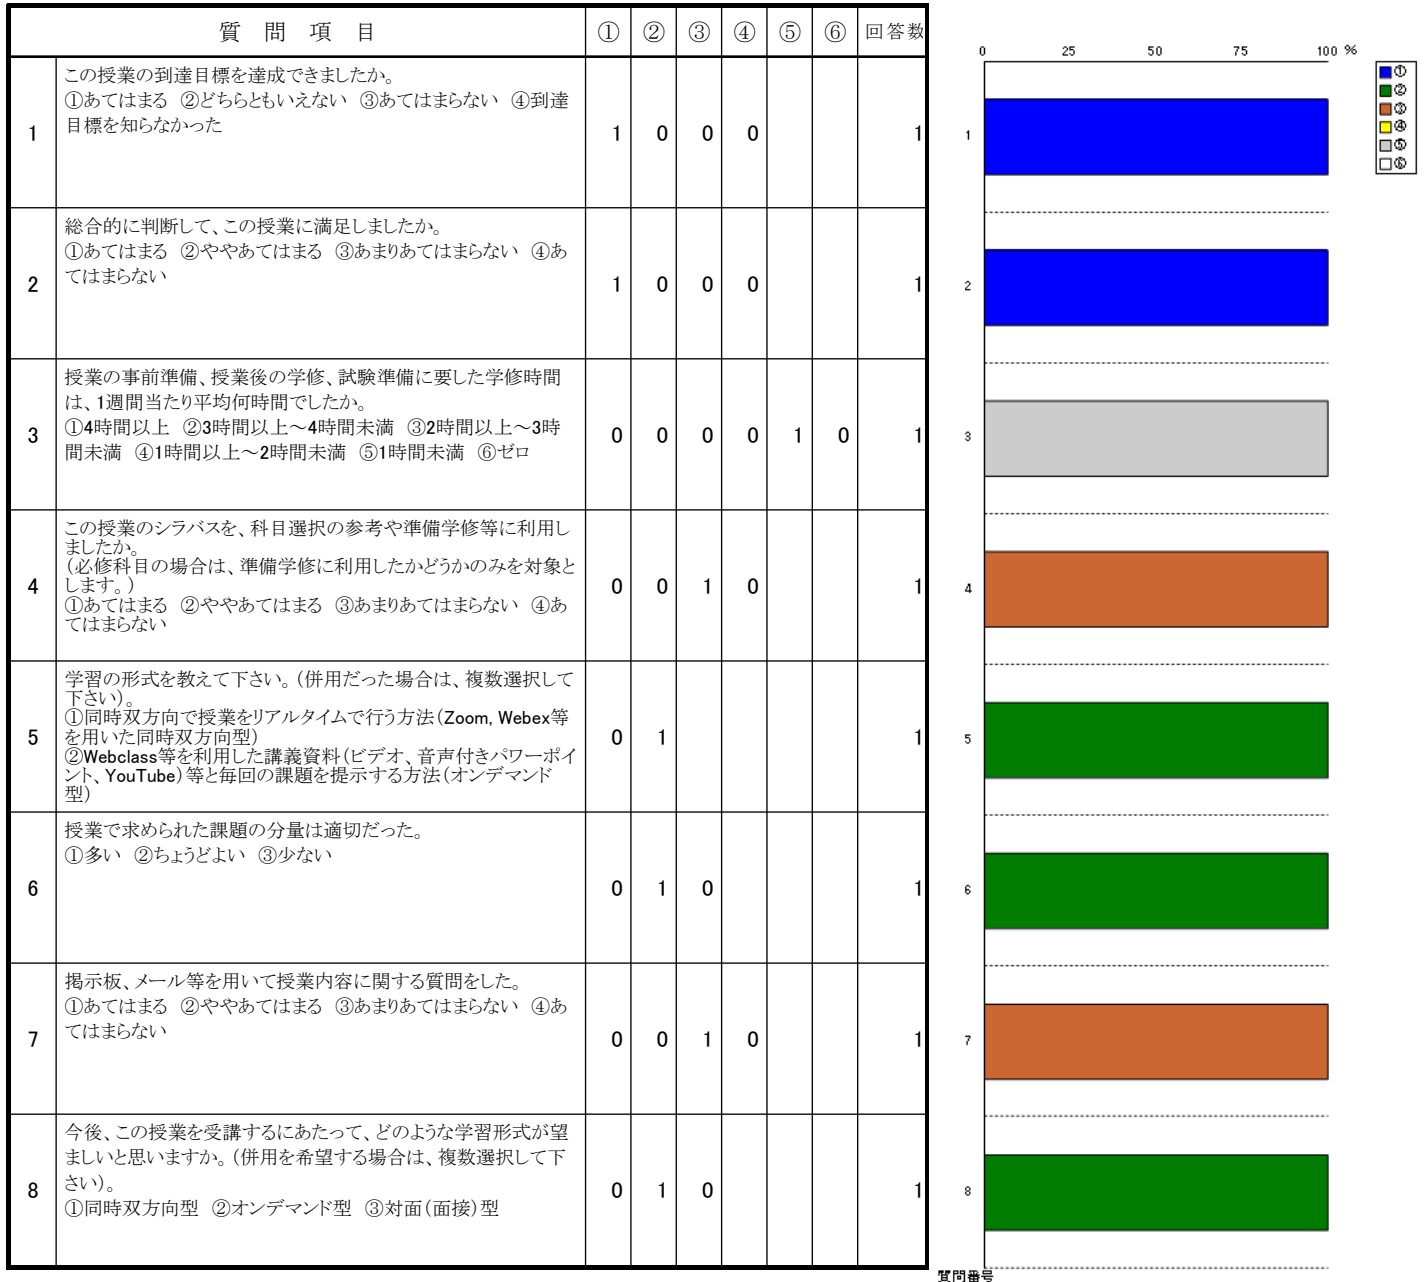 質 問 項 目 ① ② ③ ④ ⑤ ⑥ 回答数
1
この授業の到達目標を達成できましたか。
①あてはまる ②どちらともいえない ③あてはまらない ④到達
目標を知らなかった
1 0 0 0 1
2
総合的に判断して、この授業に満足しましたか。
①あてはまる ②ややあてはまる ③あまりあてはまらない ④あ
てはまらない
1 0 0 0 1
3
授業の事前準備、授業後の学修、試験準備に要した学修時間
は、1週間当たり平均何時間でしたか。
①4時間以上 ②3時間以上～4時間未満 ③2時間以上～3時
間未満 ④1時間以上～2時間未満 ⑤1時間未満 ⑥ゼロ
0 0 0 0 1 0 1
4
この授業のシラバスを、科目選択の参考や準備学修等に利用し
ましたか。
（必修科目の場合は、準備学修に利用したかどうかのみを対象と
します。）
①あてはまる ②ややあてはまる ③あまりあてはまらない ④あ
てはまらない
0 0 1 0 1
5
学習の形式を教えて下さい。（併用だった場合は、複数選択して
下さい）。
①同時双方向で授業をリアルタイムで行う方法（Zoom, Webex等
を用いた同時双方向型）
②Webclass等を利用した講義資料（ビデオ、音声付きパワーポイ
ント、YouTube）等と毎回の課題を提示する方法（オンデマンド
型）
0 1 1
6
授業で求められた課題の分量は適切だった。
①多い ②ちょうどよい ③少ない
0 1 0 1
7
掲示板、メール等を用いて授業内容に関する質問をした。
①あてはまる ②ややあてはまる ③あまりあてはまらない ④あ
てはまらない
0 0 1 0 1
8
今後、この授業を受講するにあたって、どのような学習形式が望
ましいと思いますか。（併用を希望する場合は、複数選択して下
さい）。
①同時双方向型 ②オンデマンド型 ③対面（面接）型
0 1 0 1
0 25 50 75 100 %
1
2
3
4
5
6
7
8
質問番号
①
②
③
④
⑤
⑥